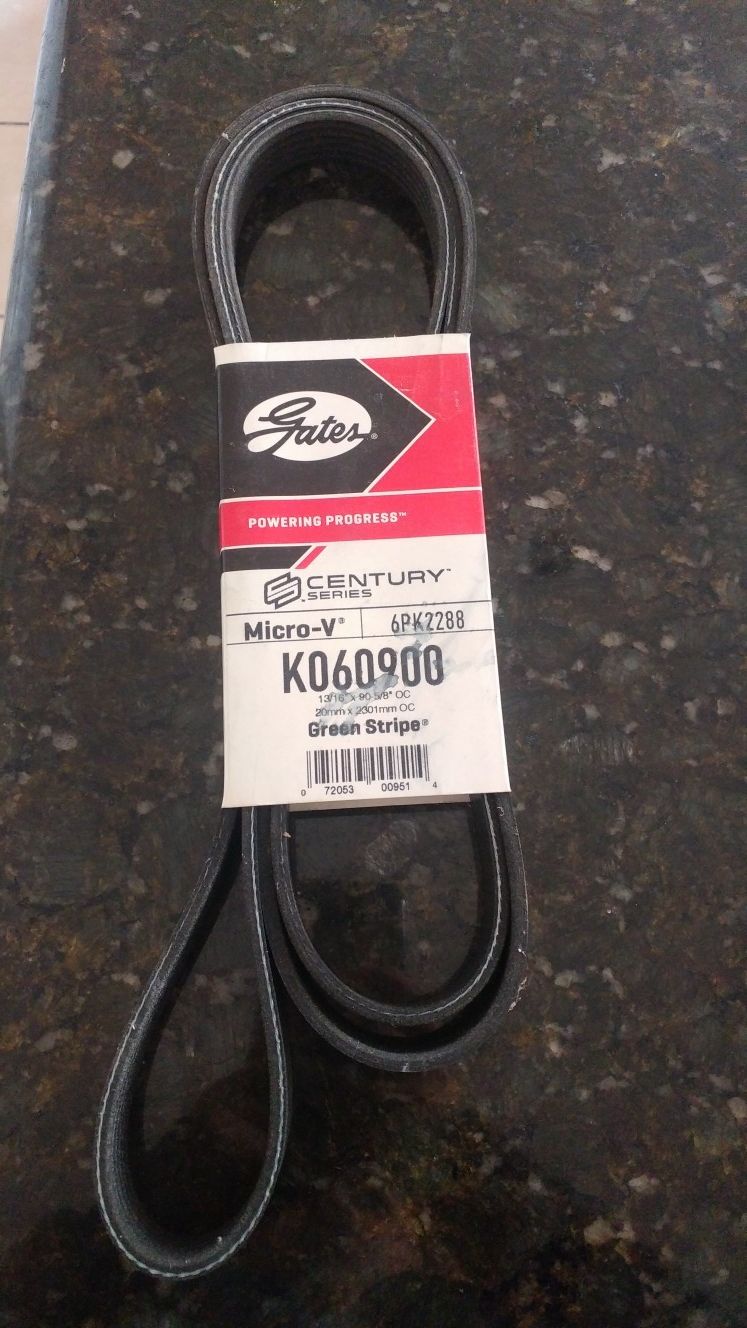 Gates®
POWERING PROGRESS™
CENTURY™
SERIES
Micro-V® 6PK2288
K060900
13/16" x 90-5/8" OC
20mm x 2301mm OC
Green Stripe®
0 72053 00951 4